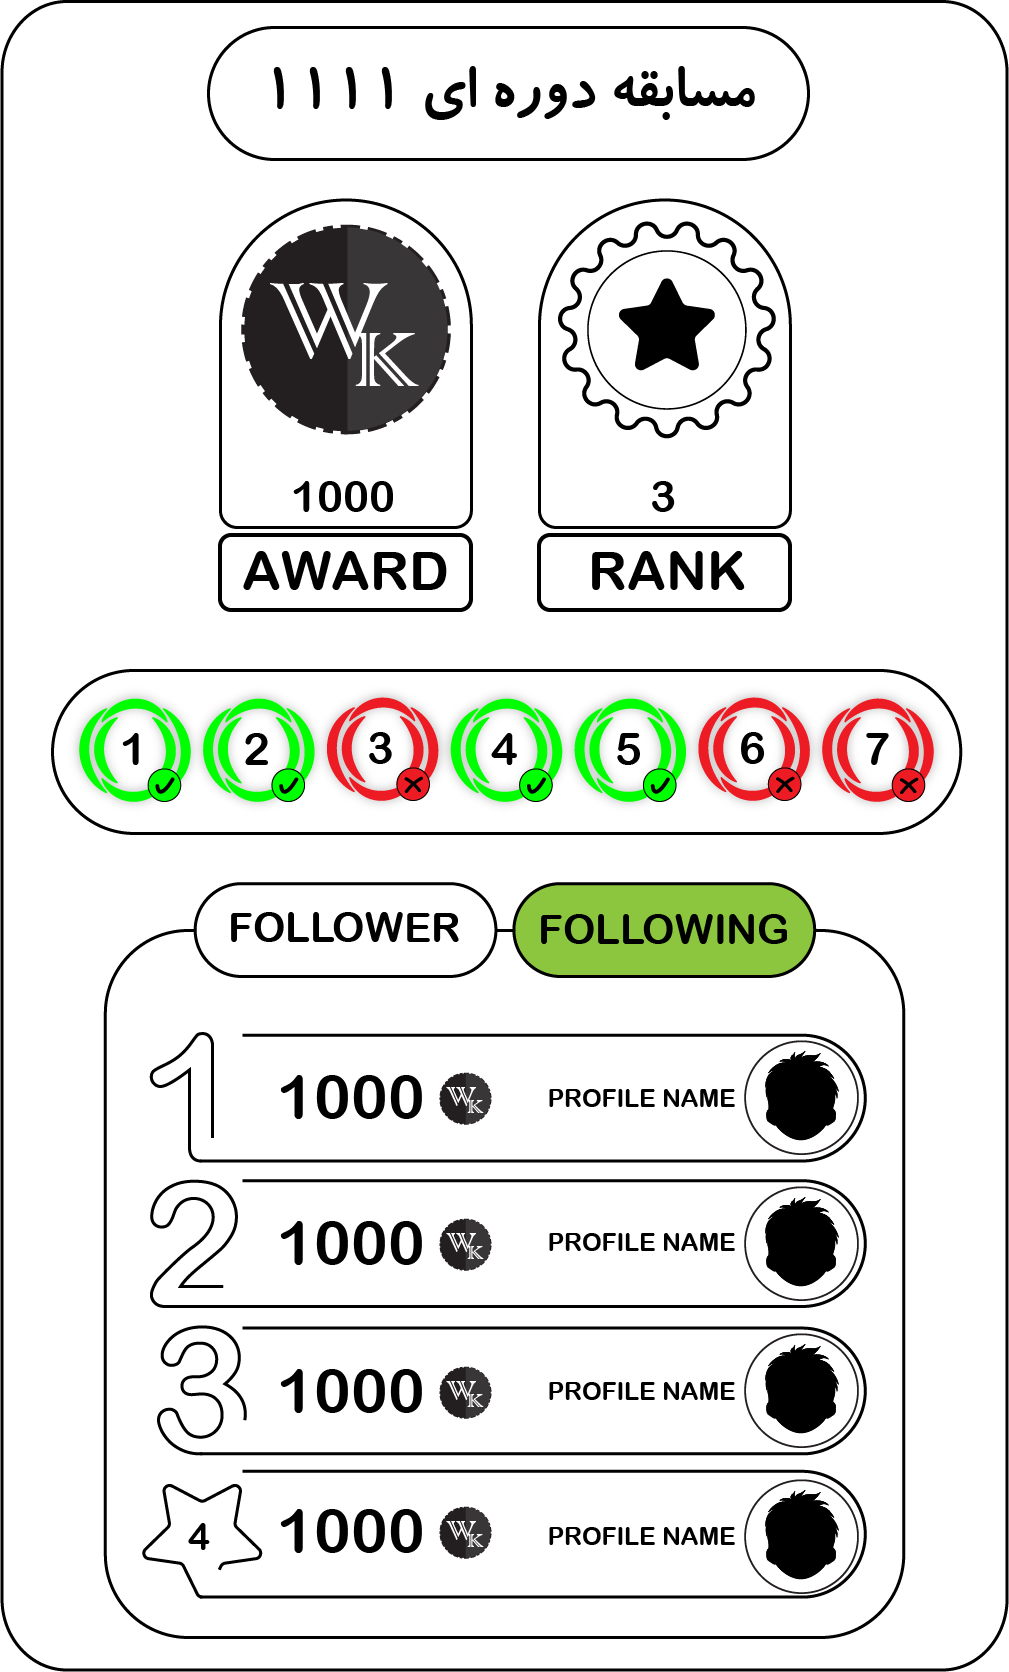 مسابقه دوره ای ۱۱۱۱
WK
1000 3
AWARD RANK
1 2 3 4 5 6 7
FOLLOWER FOLLOWING
1 1000 WK PROFILE NAME
2 1000 WK PROFILE NAME
3 1000 WK PROFILE NAME
4 1000 WK PROFILE NAME